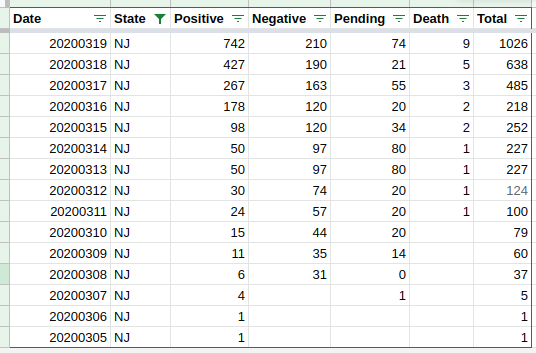 Date State Positive Negative Pending Death Total
20200319 NJ 742 210 74 9 1026
20200318 NJ 427 190 21 5 638
20200317 NJ 267 163 55 3 485
20200316 NJ 178 120 20 2 218
20200315 NJ 98 120 34 2 252
20200314 NJ 50 97 80 1 227
20200313 NJ 50 97 80 1 227
20200312 NJ 30 74 20 1 124
20200311 NJ 24 57 20 1 100
20200310 NJ 15 44 20 79
20200309 NJ 11 35 14 60
20200308 NJ 6 31 0 37
20200307 NJ 4 1 5
20200306 NJ 1 1
20200305 NJ 1 1